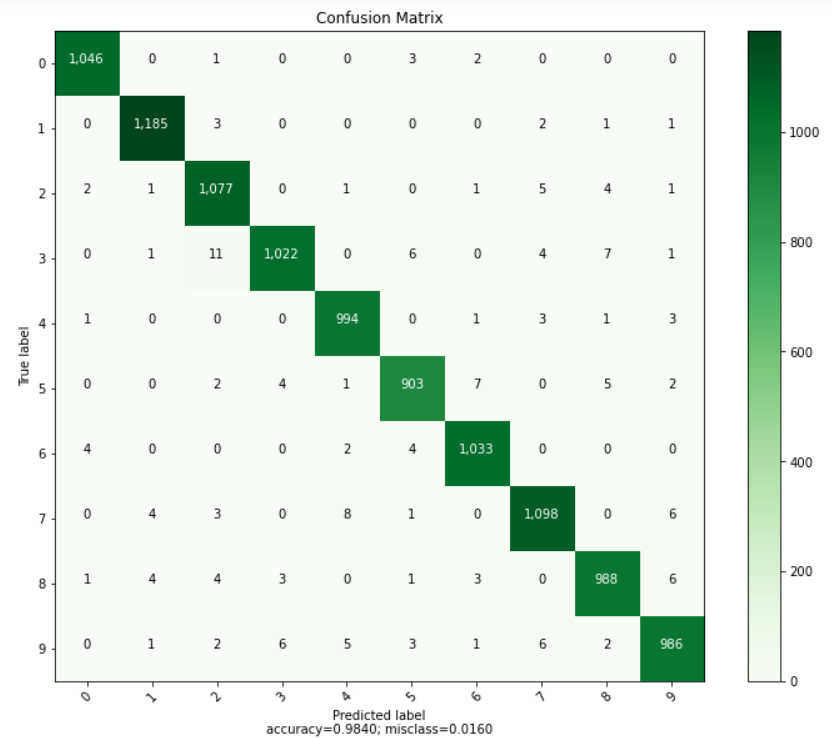 Confusion Matrix
0 1,046 0 1 0 0 3 2 0 0 0
1 0 1,185 3 0 0 0 0 2 1 1
1000
2 2 1 1,077 0 1 0 1 5 4 1
800
3 0 1 11 1,022 0 6 0 4 7 1
4 1 0 0 0 994 0 1 3 1 3
True label
600
5 0 0 2 4 1 903 7 0 5 2
6 4 0 0 0 2 4 1,033 0 0 0
400
7 0 4 3 0 8 1 0 1,098 0 6
8 1 4 4 3 0 1 3 0 988 6
200
9 0 1 2 6 5 3 1 6 2 986
0
0 1 2 3 4 5 6 7 8 9
Predicted label
accuracy=0.9840; misclass=0.0160